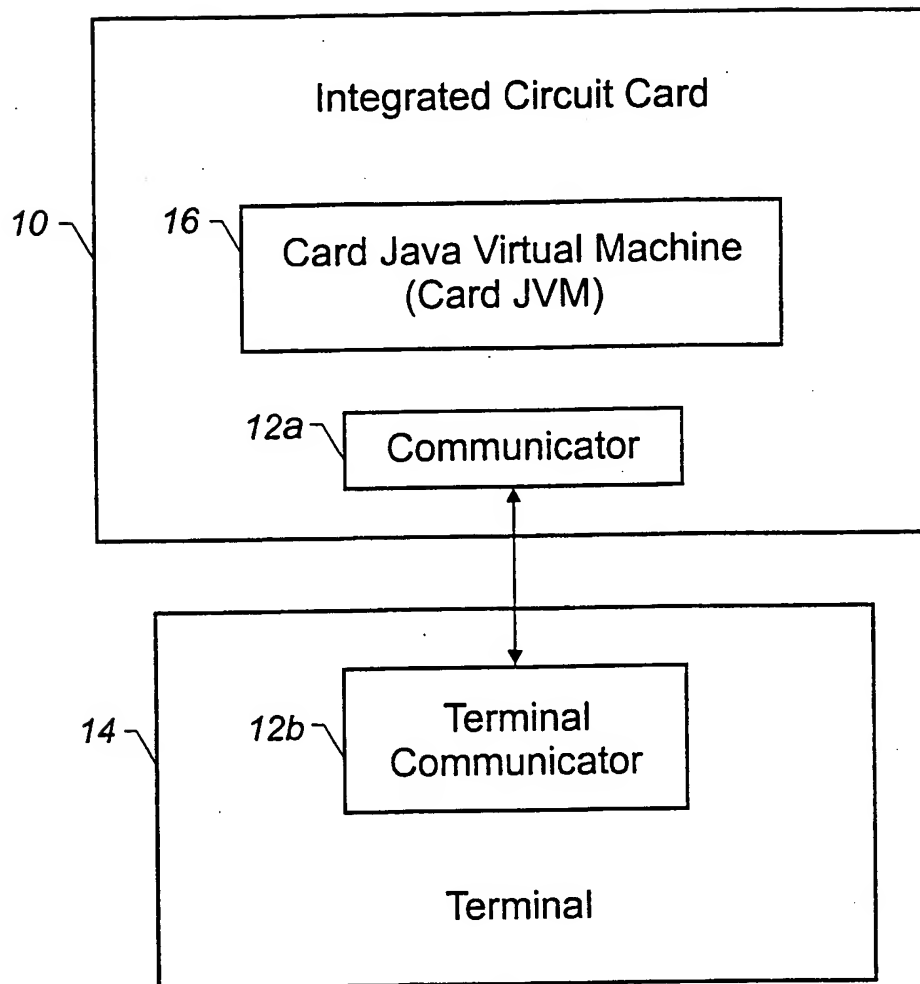 Integrated Circuit Card
10
16
Card Java Virtual Machine
(Card JVM)
12a
Communicator
14
12b
Terminal
Communicator
Terminal